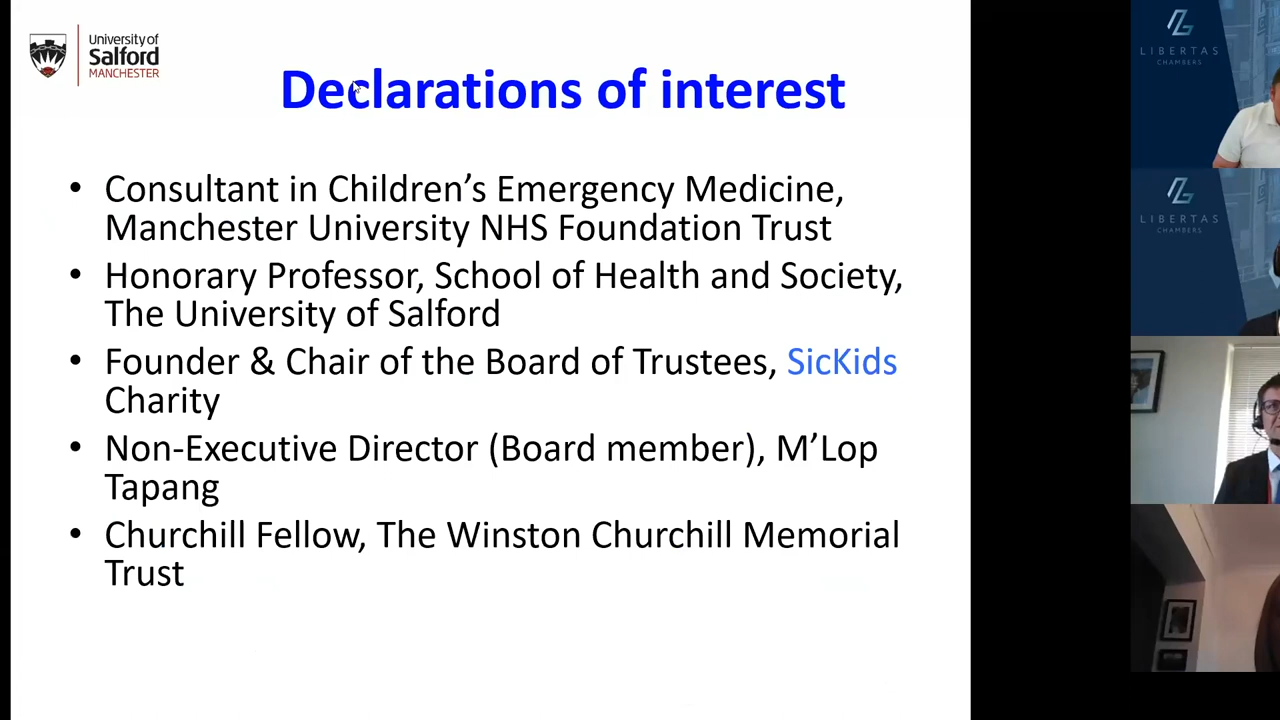 University of
Salford
MANCHESTER
Declarations of interest
• Consultant in Children’s Emergency Medicine,
Manchester University NHS Foundation Trust
• Honorary Professor, School of Health and Society,
The University of Salford
• Founder & Chair of the Board of Trustees, SicKids
Charity
• Non-Executive Director (Board member), M’Lop
Tapang
• Churchill Fellow, The Winston Churchill Memorial
Trust
LIBERTAS
CHAMBERS
LIBERTAS
CHAMBERS